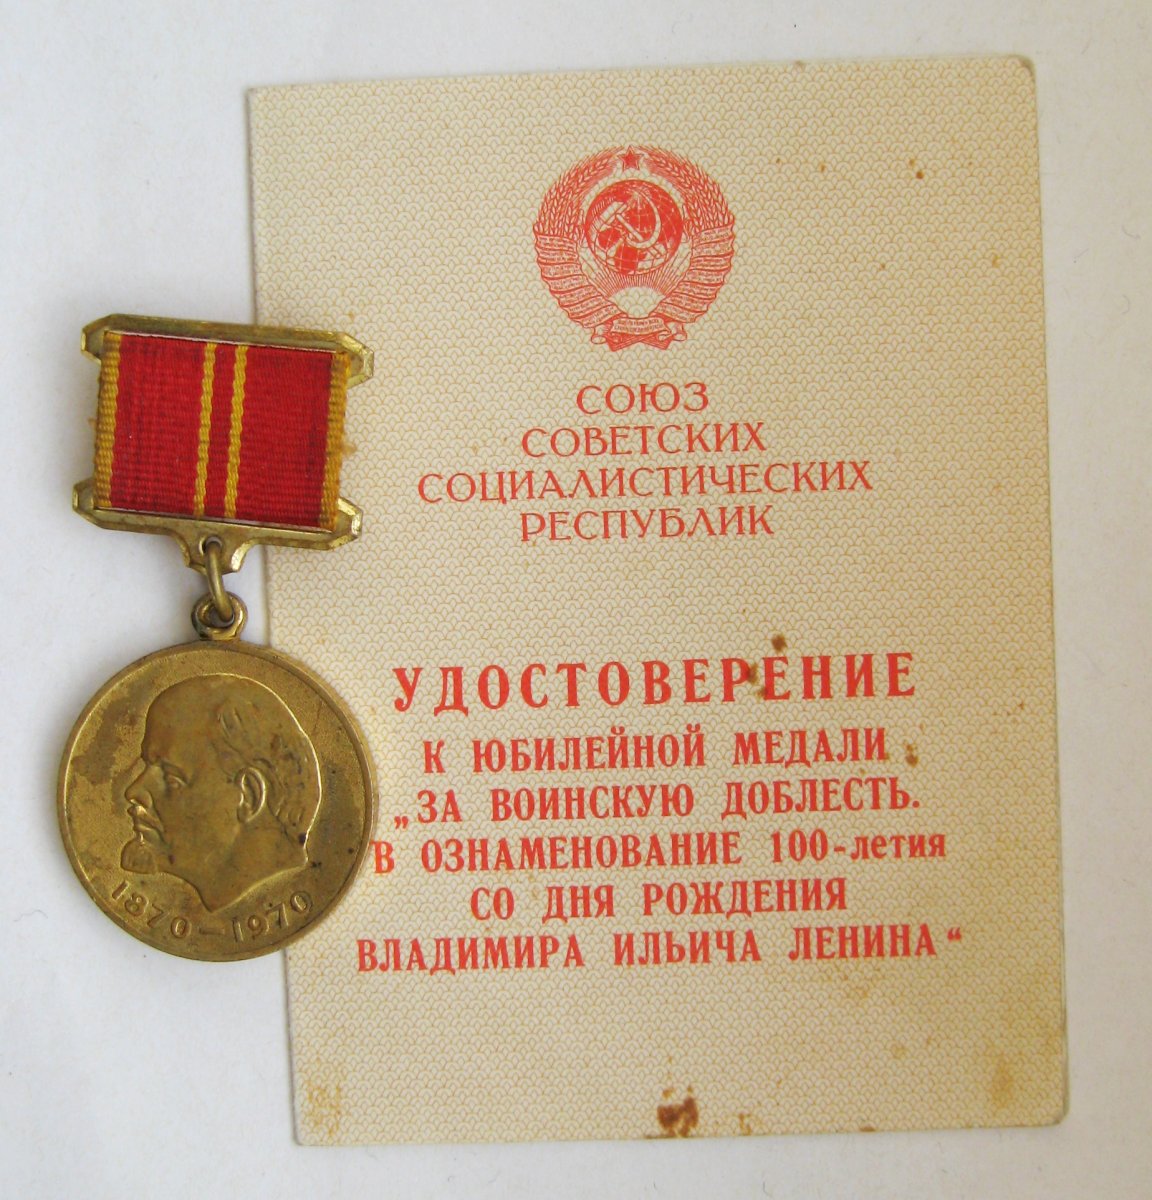 СОЮЗ
СОВЕТСКИХ
СОЦИАЛИСТИЧЕСКИХ
РЕСПУБЛИК
УДОСТОВЕРЕНИЕ
К ЮБИЛЕЙНОЙ МЕДАЛИ
„ЗА ВОИНСКУЮ ДОБЛЕСТЬ.
В ОЗНАМЕНОВАНИЕ 100-летия
СО ДНЯ РОЖДЕНИЯ
ВЛАДИМИРА ИЛЬИЧА ЛЕНИНА“
1870–1970